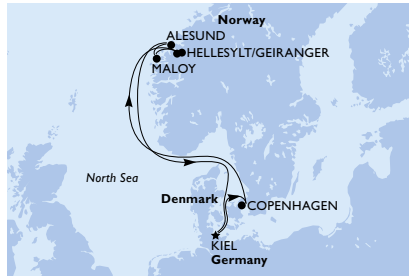 Norway
ALESUND
HELLESYLT/GEIRANGER
MALOY
North Sea
Denmark
COPENHAGEN
KIEL
Germany